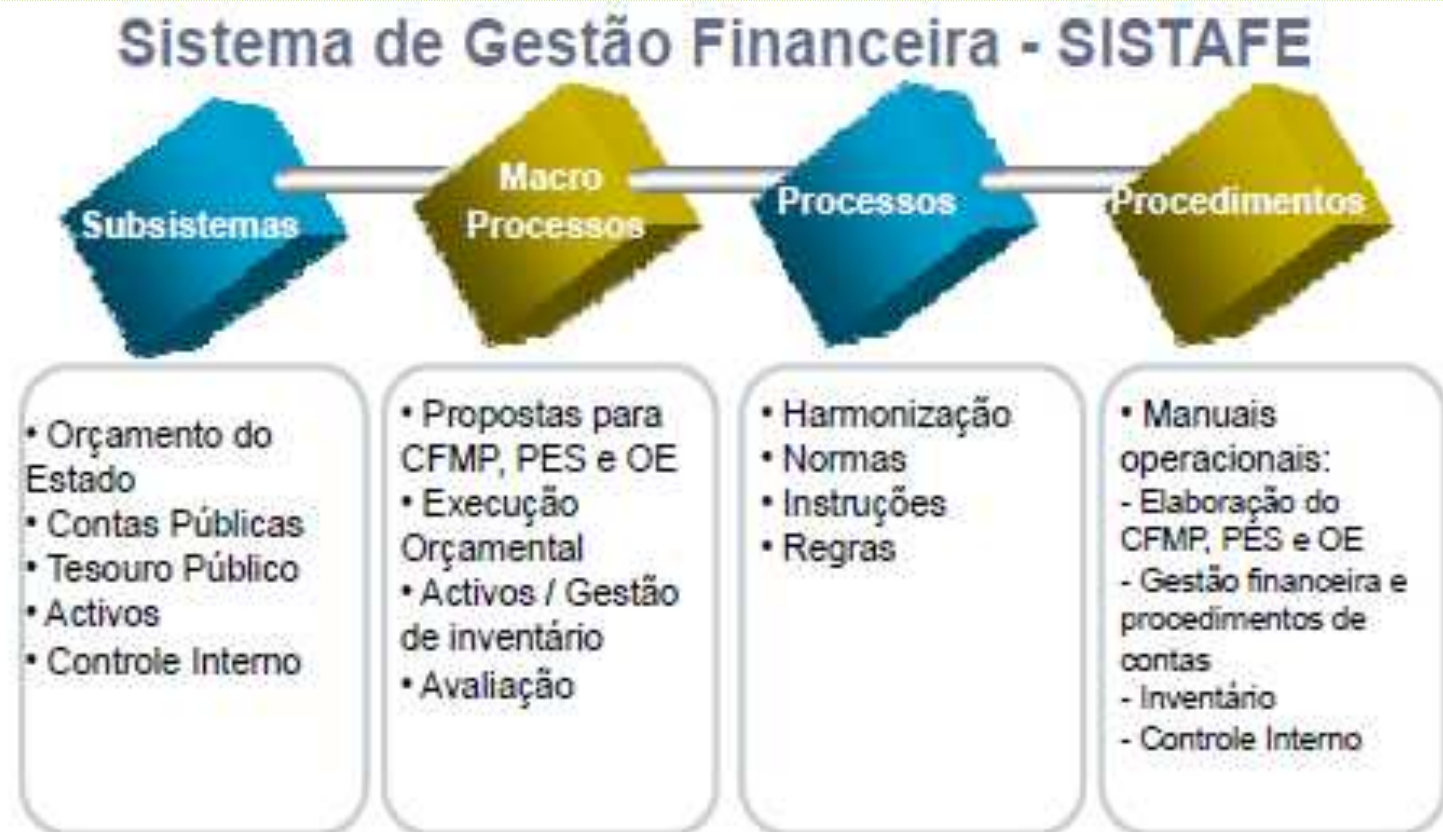 Sistema de Gestão Financeira - SISTAFE
Subsistemas
Macro
Processos
Processos
Procedimentos
• Orçamento do
Estado
• Contas Públicas
• Tesouro Público
• Activos
• Controle Interno
• Propostas para
CFMP, PES e OE
• Execução
Orçamental
• Activos / Gestão
de inventário
• Avaliação
• Harmonização
• Normas
• Instruções
• Regras
• Manuais
operacionais:
- Elaboração do
CFMP, PES e OE
- Gestão financeira e
procedimentos de
contas
- Inventário
- Controle Interno